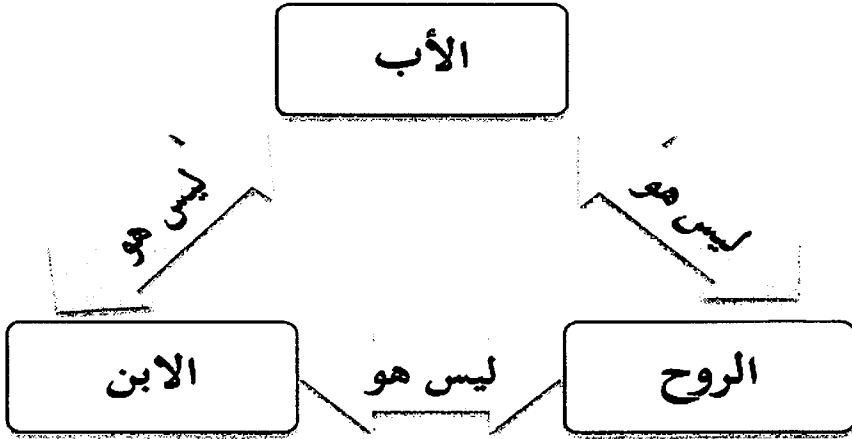 الأب
ليس هو
ليس هو
الروح
ليس هو
الابن